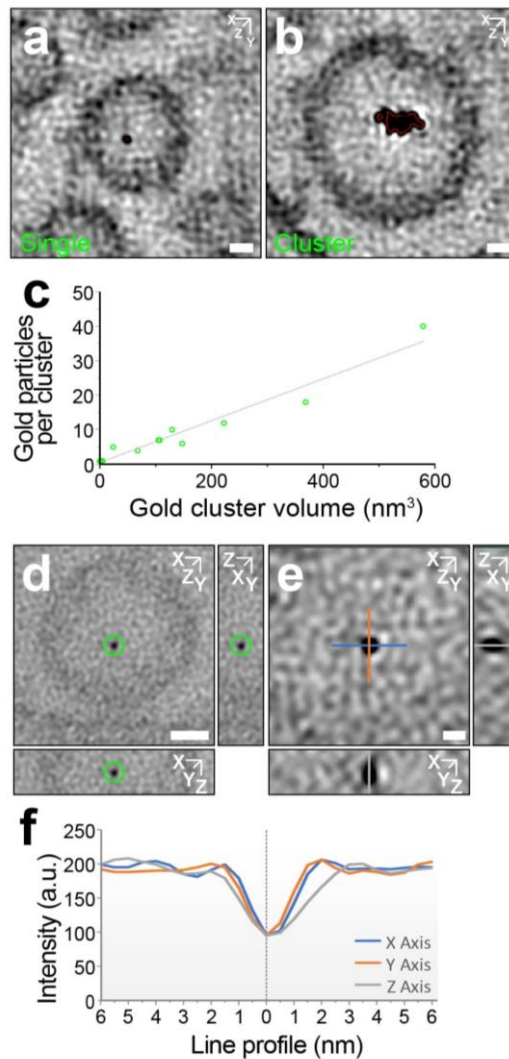 a
X
Z Y
Single
b
X
Z Y
Cluster
c
50
40
30
20
10
0
Gold particles
per cluster
0 200 400 600
Gold cluster volume (nm³)
d
X
Z Y
Z
X Y
X
Y Z
e
X
Z Y
Z
X Y
X
Y Z
f
250
200
150
100
50
0
Intensity (a.u.)
X Axis
Y Axis
Z Axis
6 5 4 3 2 1 0 1 2 3 4 5 6
Line profile (nm)